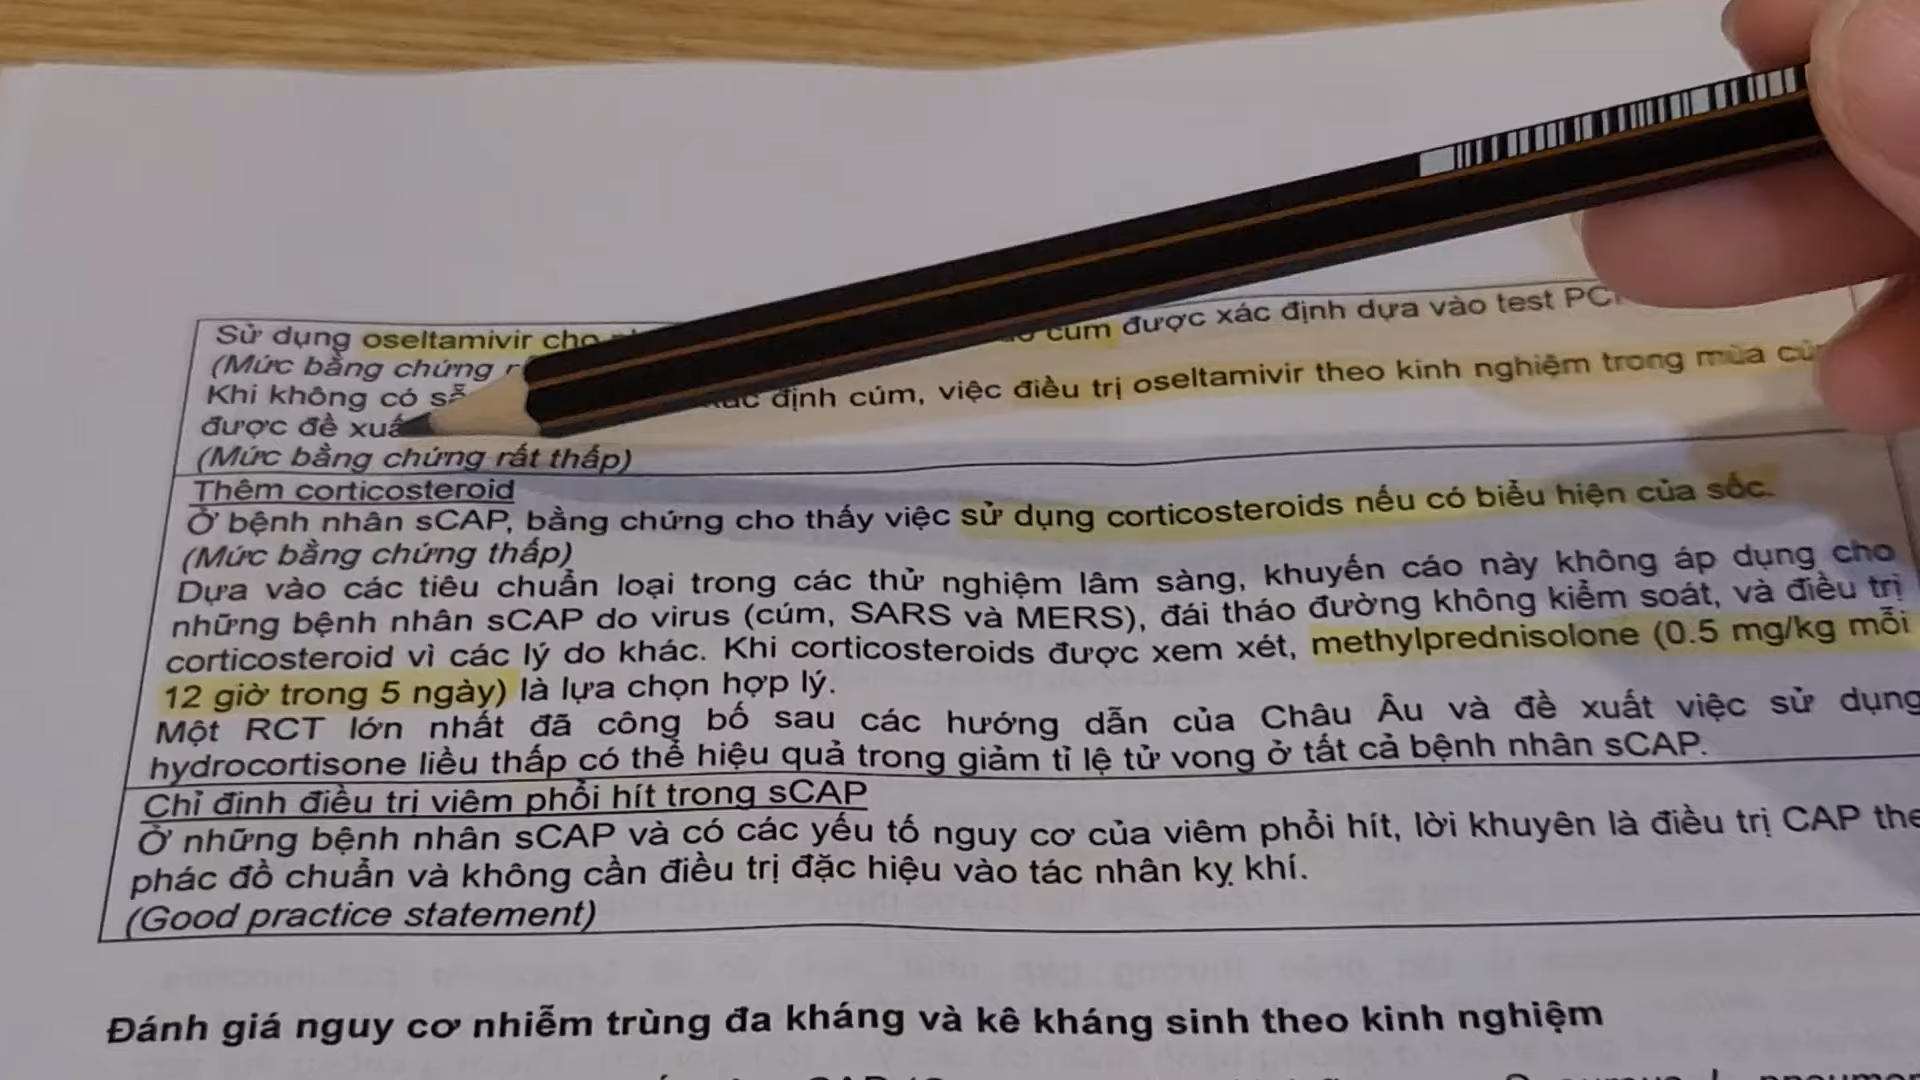 Sử dụng oseltamivir cho cúm được xác định dựa vào test
(Mức bằng chứng
Khi không có định cúm, việc điều trị oseltamivir theo kinh nghiệm trong mùa
được đề
(Mức bằng chứng rất thấp)
Thêm corticosteroid
Ở bệnh nhân sCAP, bằng chứng cho thấy việc sử dụng corticosteroids nếu có biểu hiện của sốc.
(Mức bằng chứng thấp)
Dựa vào các tiêu chuẩn loại trong các thử nghiệm lâm sàng, khuyến cáo này không áp dụng cho
những bệnh nhân sCAP do virus (cúm, SARS và MERS), đái tháo đường không kiểm soát, và điều trị
corticosteroid vì các lý do khác. Khi corticosteroids được xem xét, methylprednisolone (0.5 mg/kg mỗi
12 giờ trong 5 ngày) là lựa chọn hợp lý.
Một RCT lớn nhất đã công bố sau các hướng dẫn của Châu Âu và đề xuất việc sử dụng
hydrocortisone liều thấp có thể hiệu quả trong giảm tỉ lệ tử vong ở tất cả bệnh nhân sCAP.
Chỉ định điều trị viêm phổi hít trong sCAP
Ở những bệnh nhân sCAP và có các yếu tố nguy cơ của viêm phổi hít, lời khuyên là điều trị CAP
phác đồ chuẩn và không cần điều trị đặc hiệu vào tác nhân kỵ khí.
(Good practice statement)
Đánh giá nguy cơ nhiễm trùng đa kháng và kê kháng sinh theo kinh nghiệm